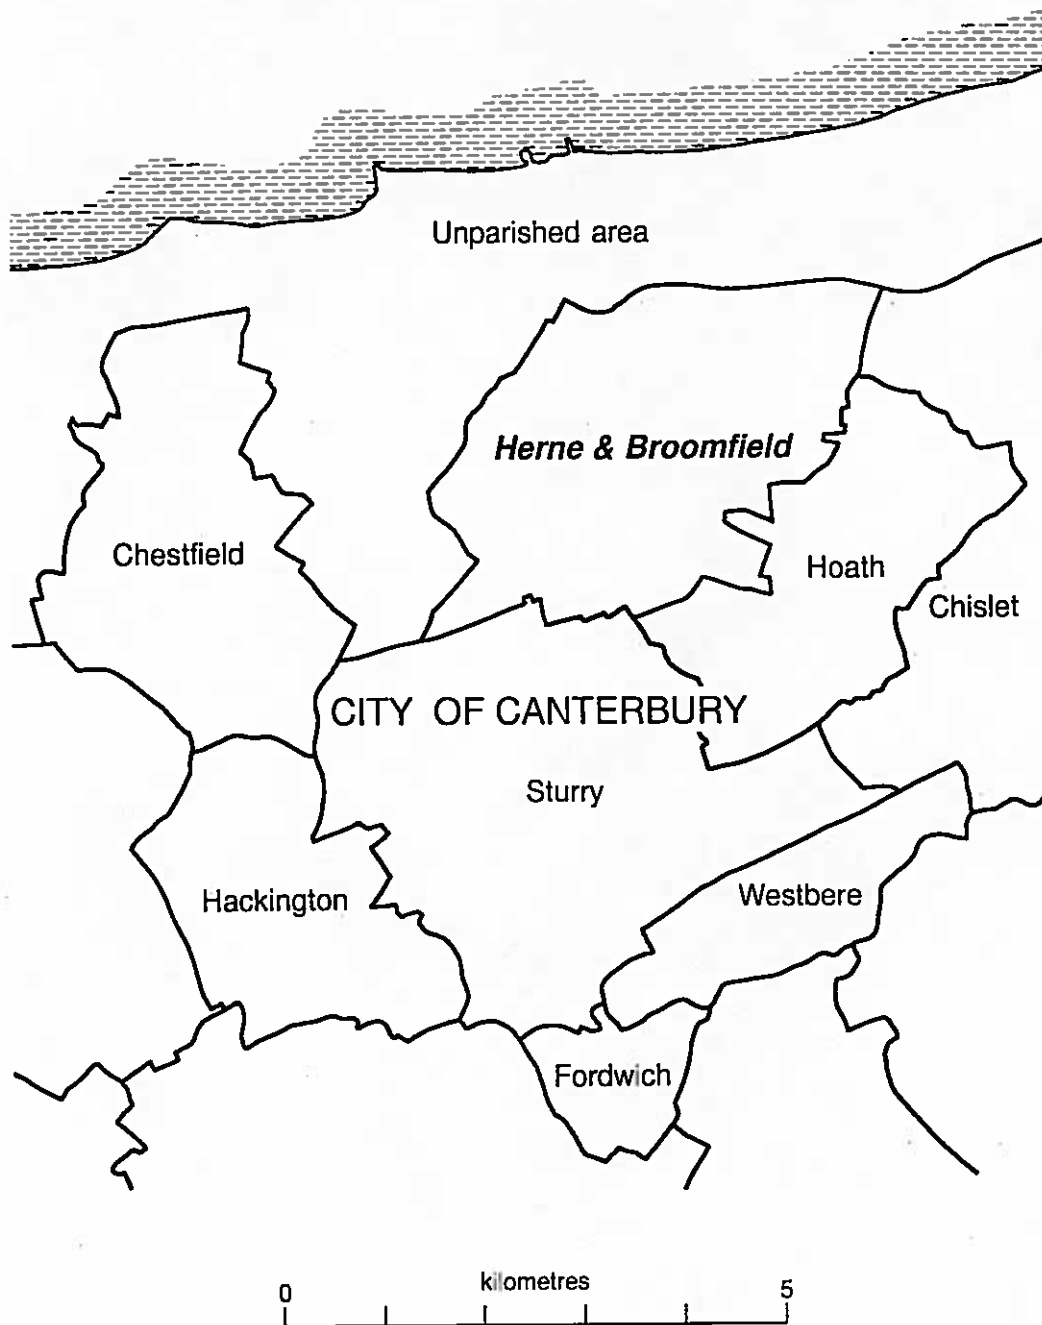 Unparished area
Herne & Broomfield
Chestfield
Hoath
Chislet
CITY OF CANTERBURY
Sturry
Hackington
Westbere
Fordwich
kilometres
0 5